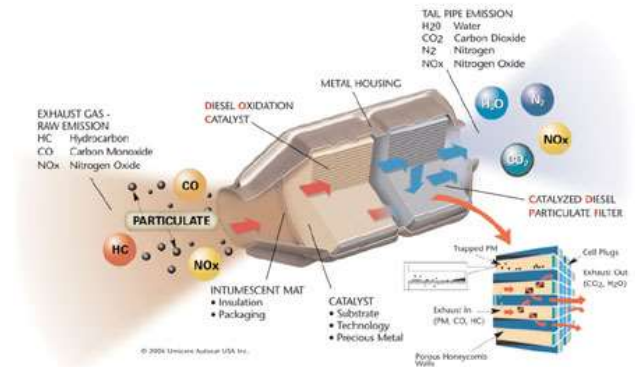 TAIL PIPE EMISSION
H20 Water
CO2 Carbon Dioxide
N2 Nitrogen
NOx Nitrogen Oxide
METAL HOUSING
DIESEL OXIDATION
CATALYST
EXHAUST GAS -
RAW EMISSION
HC Hydrocarbon
CO Carbon Monoxide
NOx Nitrogen Oxide
H2O
N2
NOx
CO2
CO
PARTICULATE
HC
NOx
CATALYZED DIESEL
PARTICULATE FILTER
INTUMESCENT MAT
• Insulation
• Packaging
CATALYST
• Substrate
• Technology
• Precious Metal
Trapped PM
Cell Plugs
Exhaust Out
(CO2, H2O)
Exhaust In
(PM, CO, HC)
Porous Honeycomb
Walls
© 2006 Umicore Autocat USA Inc.